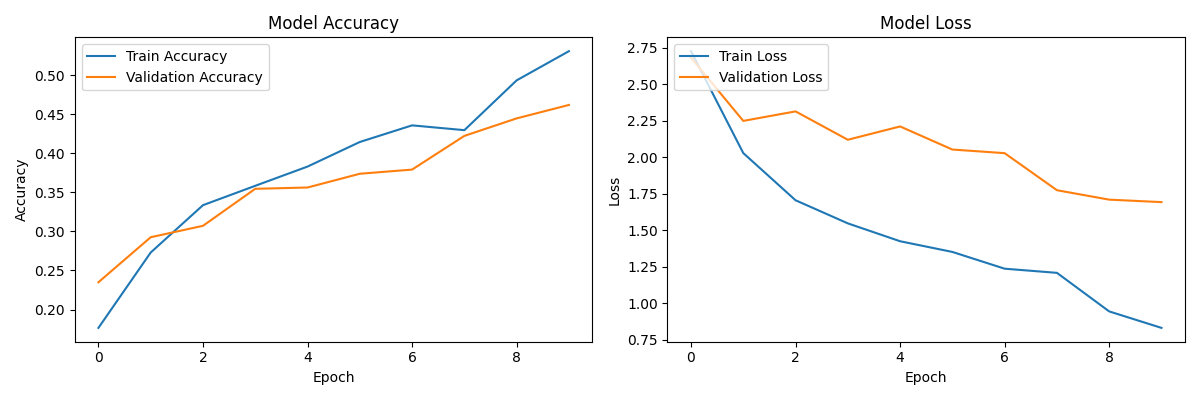 Model Accuracy
Train Accuracy
Validation Accuracy
0.50
0.45
0.40
0.35
0.30
0.25
0.20
Accuracy
0 2 4 6 8
Epoch
Model Loss
Train Loss
Validation Loss
2.75
2.50
2.25
2.00
1.75
1.50
1.25
1.00
0.75
Loss
0 2 4 6 8
Epoch